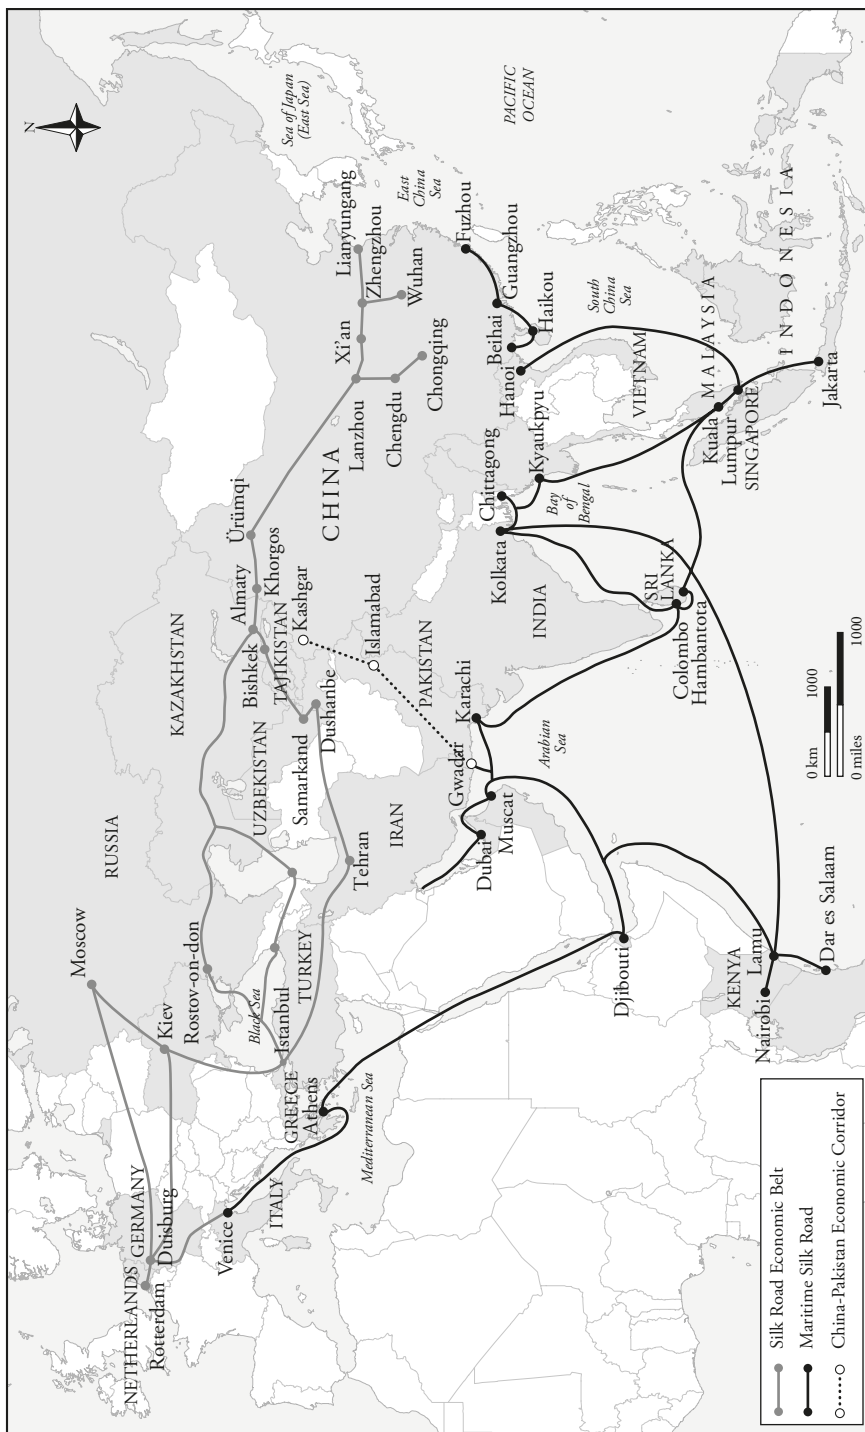 N
RUSSIA
Moscow
Kiev
Rostov-on-don
NETHERLANDS
Rotterdam
GERMANY
Duisburg
Venice
ITALY
GREECE
Athens
Istanbul
TURKEY
Black Sea
Mediterranean Sea
KAZAKHSTAN
UZBEKISTAN
Samarkand
TAJIKISTAN
Dushanbe
Bishkek
Almaty
Khorgos
Ürümqi
Kashgar
Islamabad
PAKISTAN
Tehran
IRAN
CHINA
Lanzhou
Xi’an
Zhengzhou
Lianyungang
Wuhan
Chengdu
Chongqing
Sea of Japan
(East Sea)
East
China
Sea
PACIFIC
OCEAN
Fuzhou
Guangzhou
Haikou
Beihai
Hanoi
South
China
Sea
VIETNAM
MALAYSIA
Kuala
Lumpur
SINGAPORE
INDONESIA
Jakarta
Chittagong
Kyaukpyu
Bay
of
Bengal
Kolkata
INDIA
SRI
LANKA
Colombo
Hambantota
Karachi
Gwadar
Arabian
Sea
Dubai
Muscat
Djibouti
KENYA
Lamu
Nairobi
Dar es Salaam
0 km 1000
0 miles 1000
Silk Road Economic Belt
Maritime Silk Road
China-Pakistan Economic Corridor